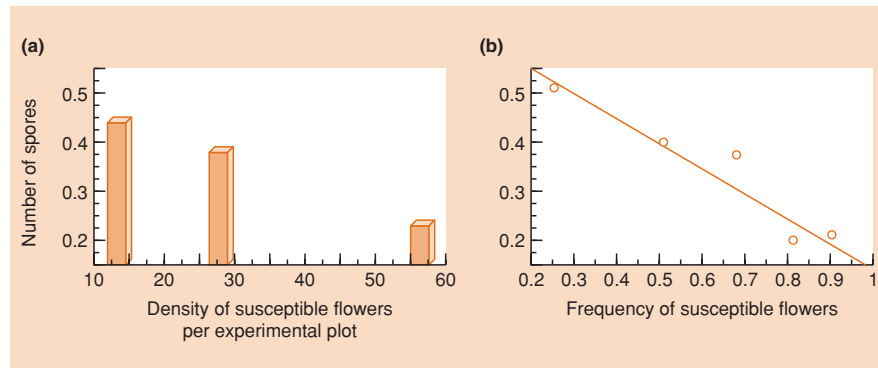 (a)
0.5
0.4
0.3
0.2
Number of spores
10 20 30 40 50 60
Density of susceptible flowers
per experimental plot
(b)
0.5
0.4
0.3
0.2
0.2 0.3 0.4 0.5 0.6 0.7 0.8 0.9 1
Frequency of susceptible flowers